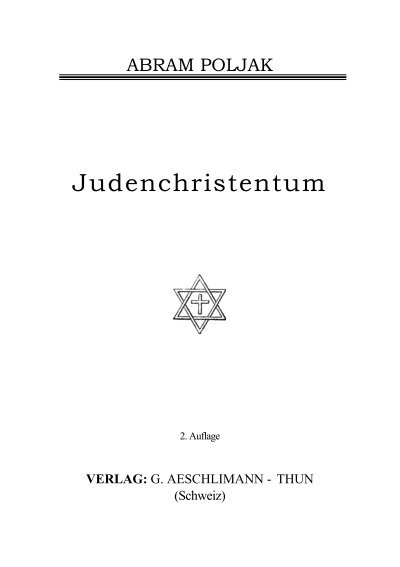 ABRAM POLJAK
Judenchristentum
2. Auflage
VERLAG: G. AESCHLIMANN - THUN
(Schweiz)